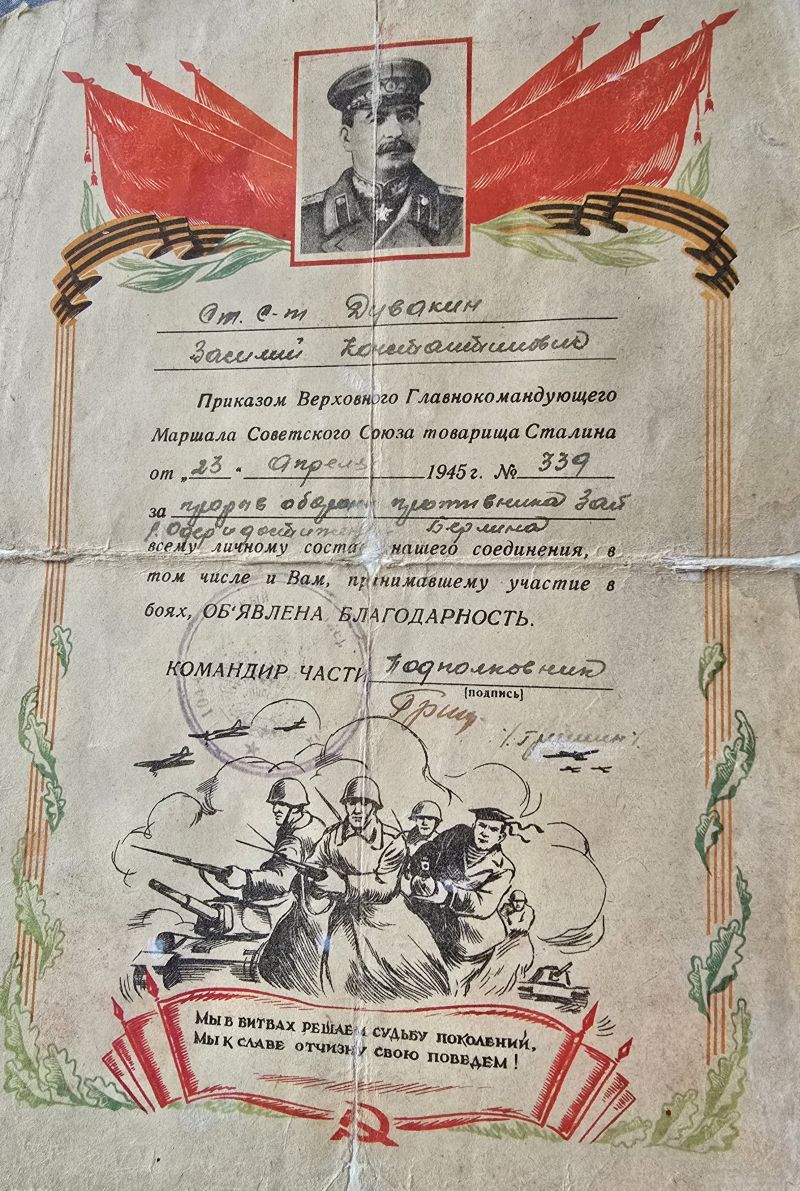 Ст. с-т Дувакин
Василий Константинович
Приказом Верховного Главнокомандующего
Маршала Советского Союза товарища Сталина
от „23“ Апреля 1945 г. № 339
за прорыв обороны противника Зап
р. Одер и достижение Берлина
всему личному составу нашего соединения, в
том числе и Вам, принимавшему участие в
боях, ОБ‘ЯВЛЕНА БЛАГОДАРНОСТЬ.
КОМАНДИР ЧАСТИ Подполковник
(подпись)
Гриш
/Гришин/
МЫ В БИТВАХ РЕШАЕМ СУДЬБУ ПОКОЛЕНИЙ,
МЫ К СЛАВЕ ОТЧИЗНУ СВОЮ ПОВЕДЕМ!